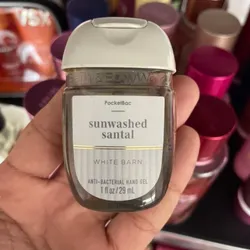 PocketBac
sunwashed
santal
WHITE BARN
ANTI-BACTERIAL HAND GEL
1 fl oz / 29 mL